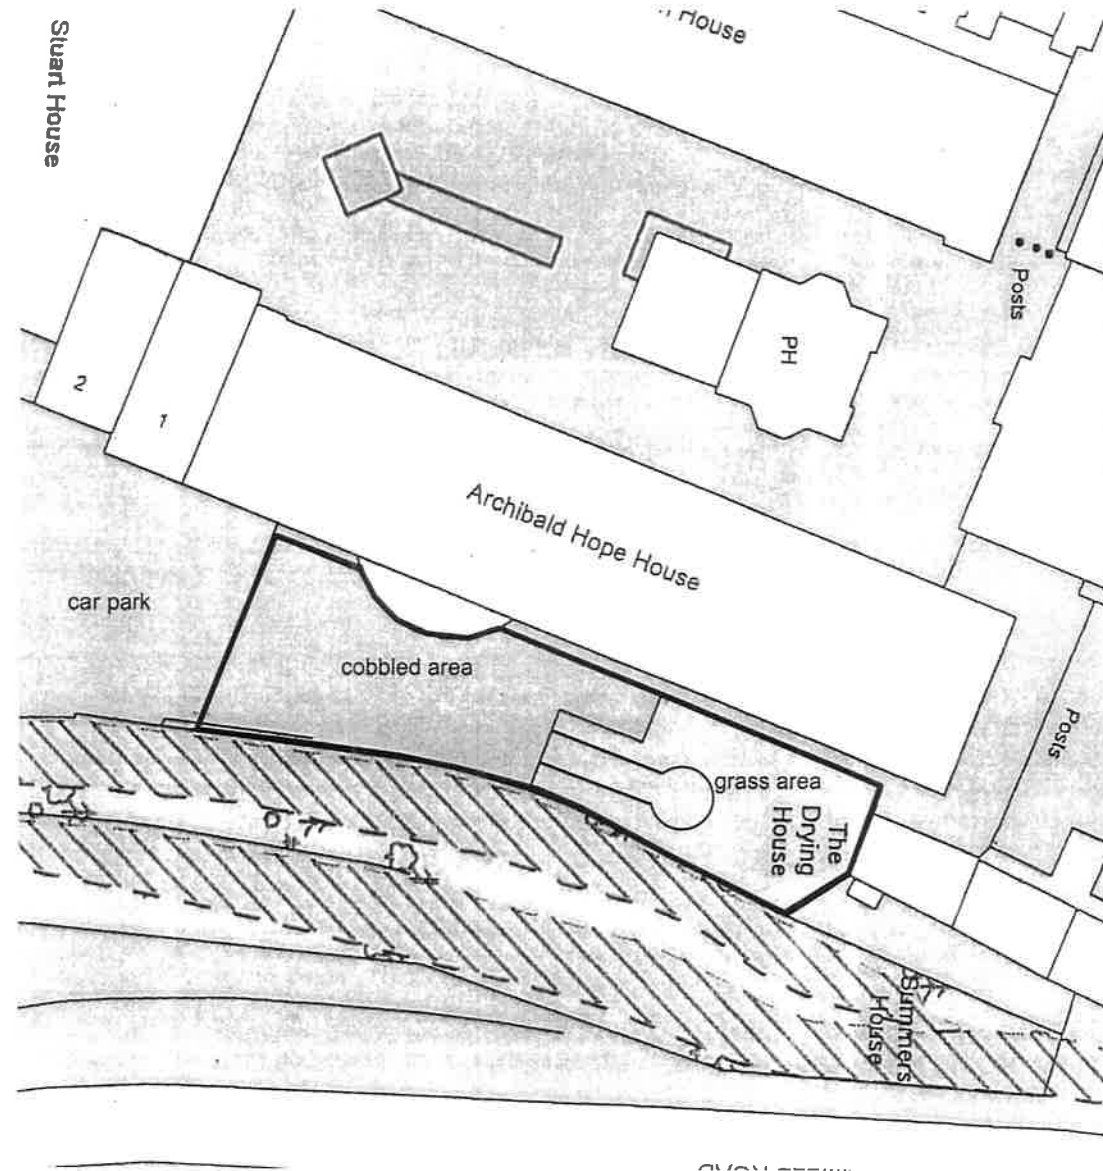 House
Stuart House
Posts
PH
2
1
Archibald Hope House
car park
cobbled area
Posts
grass area
The
Drying
House
Summers
House
ROAD